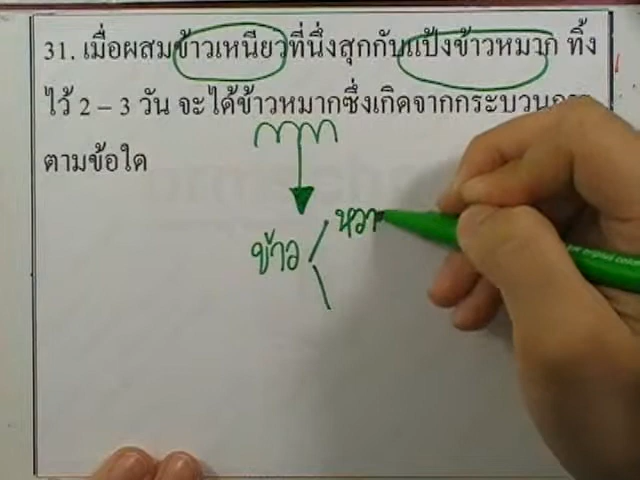 31. เมื่อผสมข้าวเหนียวที่นึ่งสุกกับแป้งข้าวหมาก ทิ้ง
ไว้ 2 – 3 วัน จะได้ข้าวหมากซึ่งเกิดจากกระบวนการ
ตามข้อใด
หวา
ข้าว